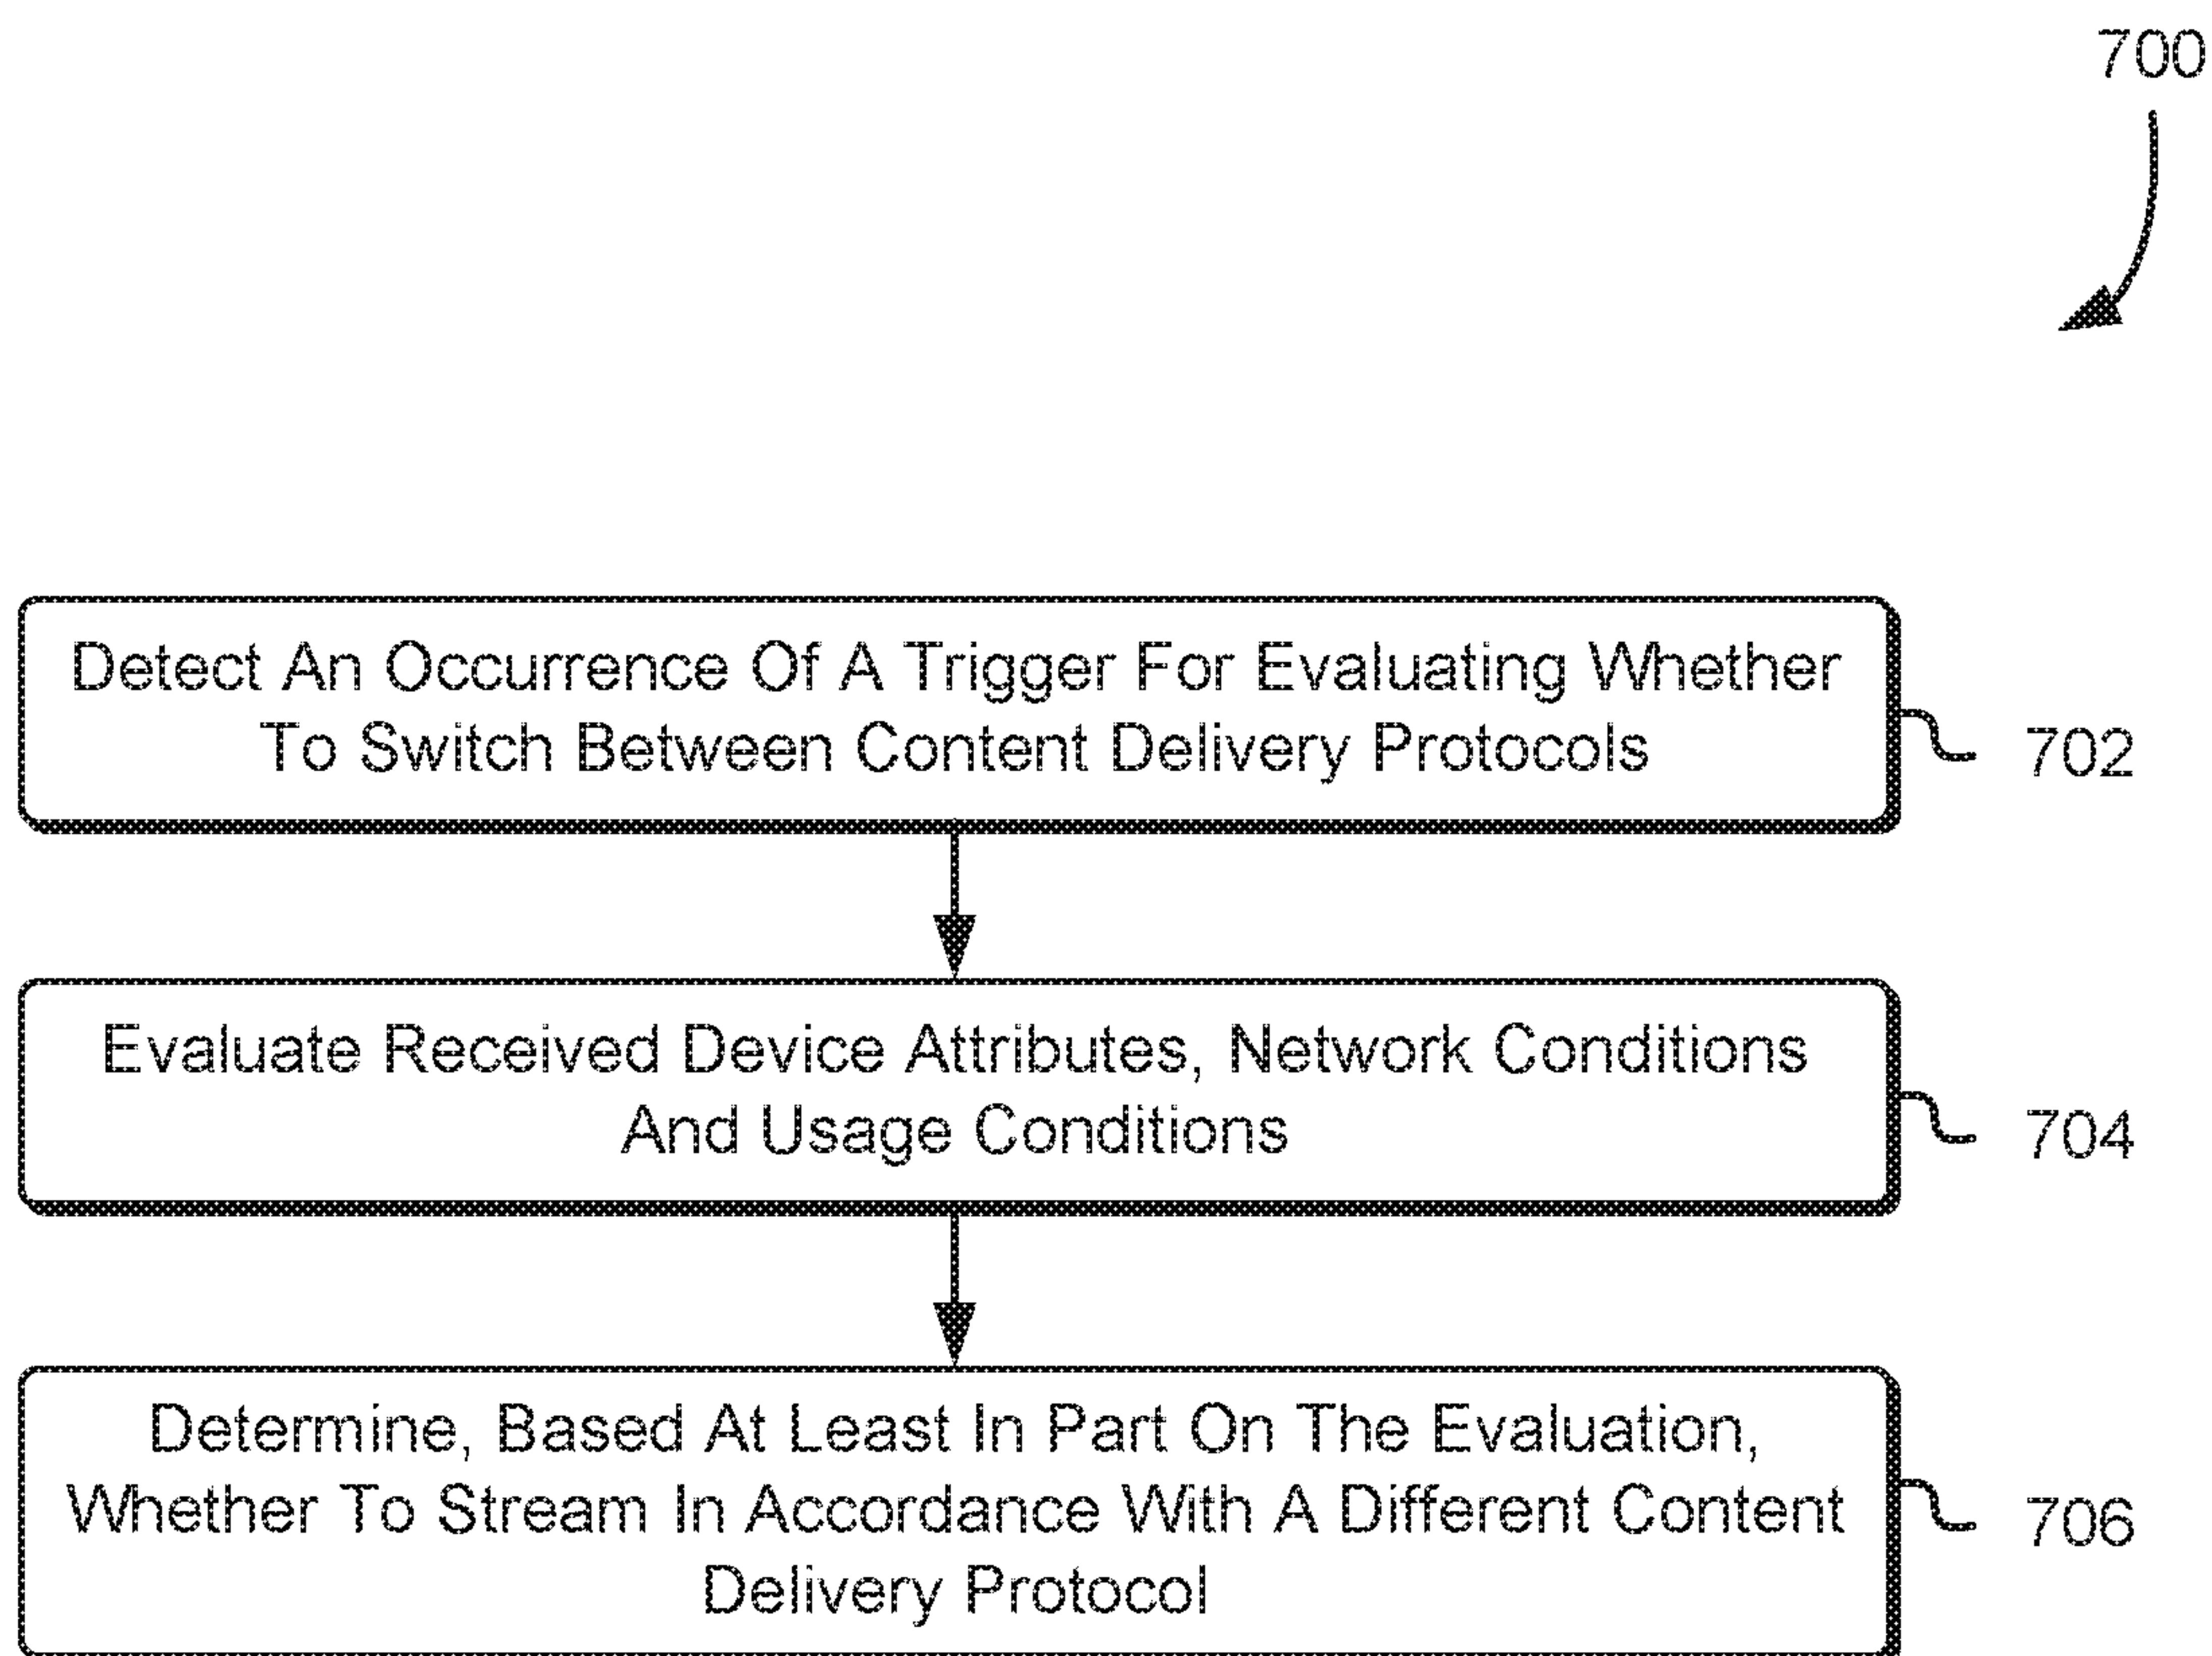 700
Detect An Occurrence Of A Trigger For Evaluating Whether
To Switch Between Content Delivery Protocols
702
Evaluate Received Device Attributes, Network Conditions
And Usage Conditions
704
Determine, Based At Least In Part On The Evaluation,
Whether To Stream In Accordance With A Different Content
Delivery Protocol
706